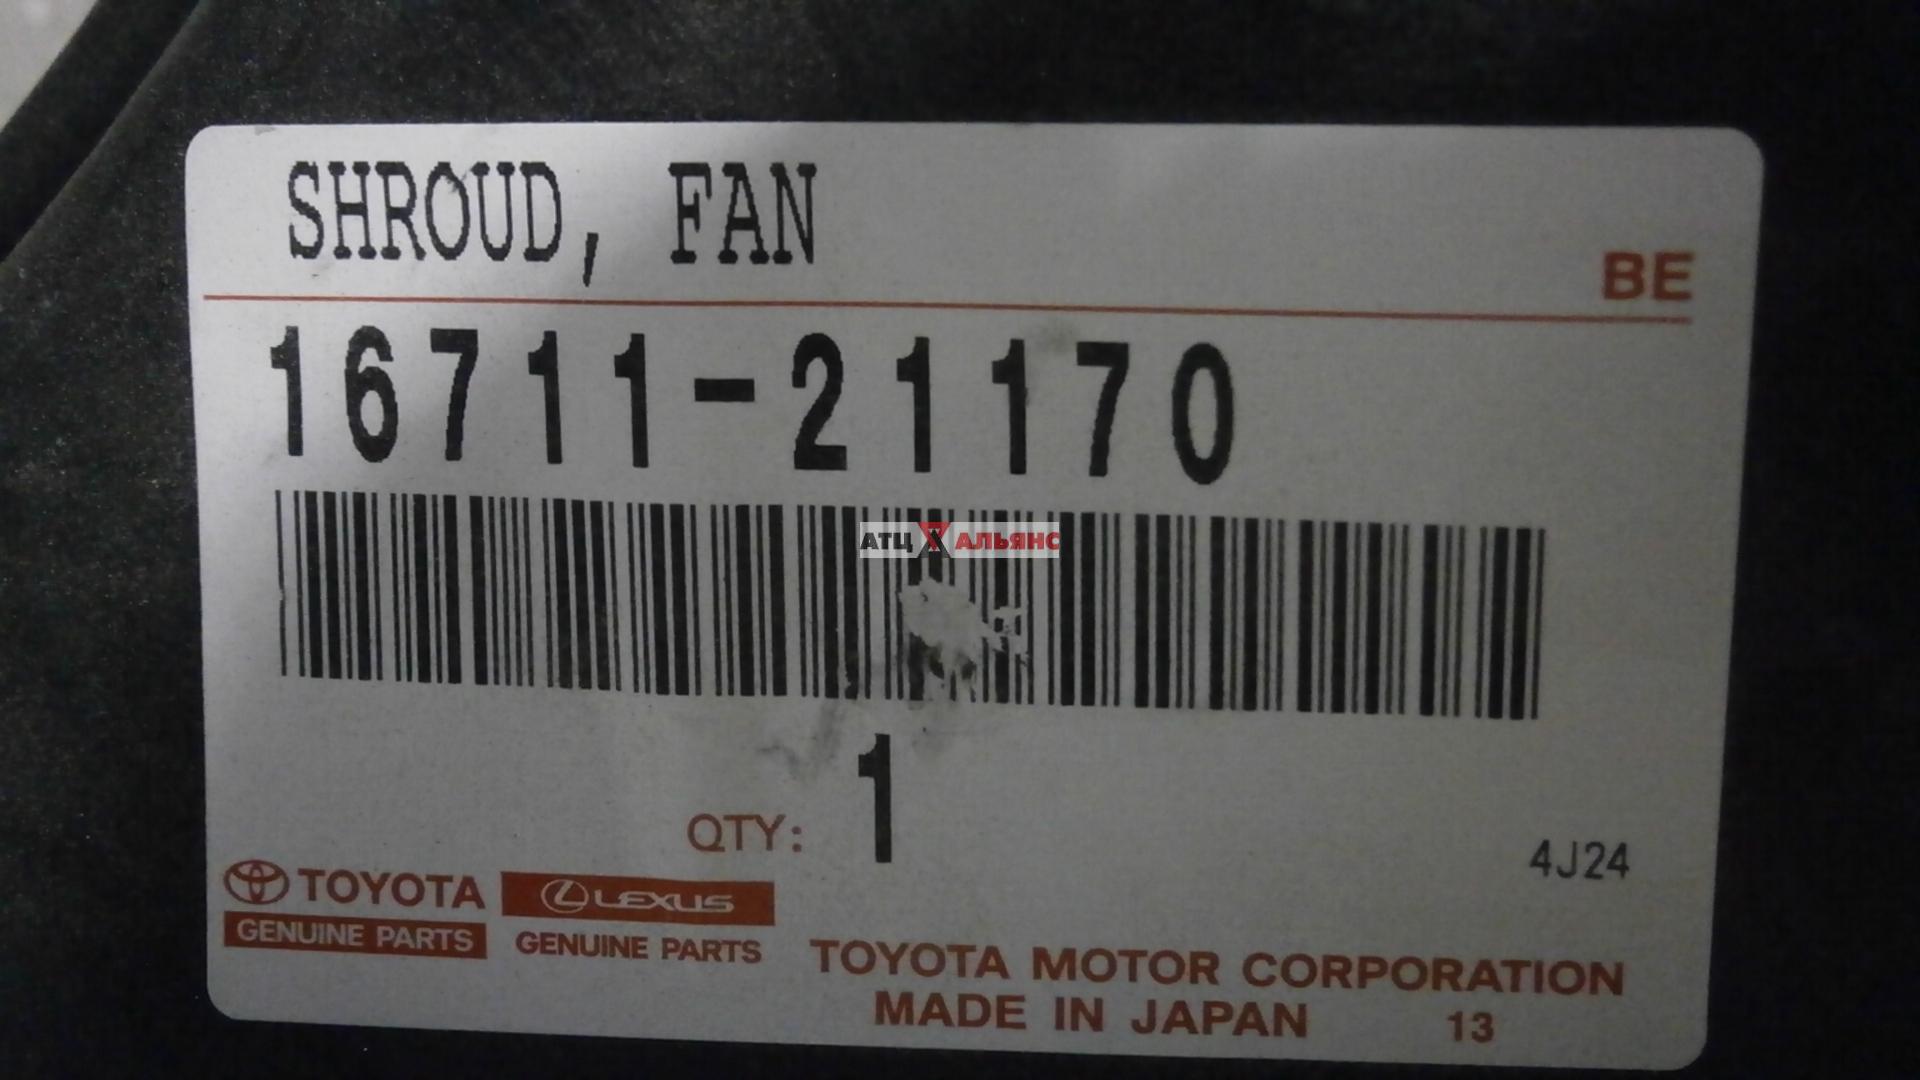 SHROUD, FAN
BE
16711-21170
АТЦ АЛЬЯНС
QTY: 1
4J24
TOYOTA
GENUINE PARTS
LEXUS
GENUINE PARTS
TOYOTA MOTOR CORPORATION
MADE IN JAPAN 13